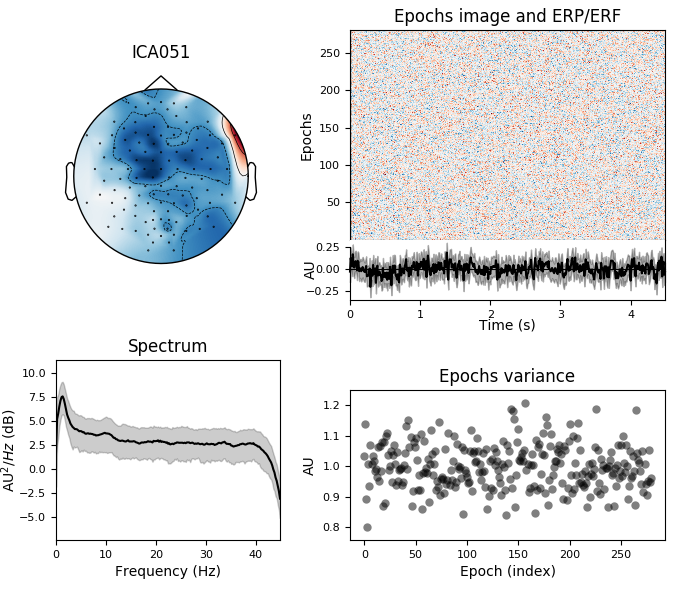 ICA051
Epochs image and ERP/ERF
Epochs
250
200
150
100
50
AU
0.25
0.00
−0.25
0 1 2 3 4
Time (s)
Spectrum
AU²/Hz (dB)
10.0
7.5
5.0
2.5
0.0
−2.5
−5.0
0 10 20 30 40
Frequency (Hz)
Epochs variance
AU
1.2
1.1
1.0
0.9
0.8
0 50 100 150 200 250
Epoch (index)